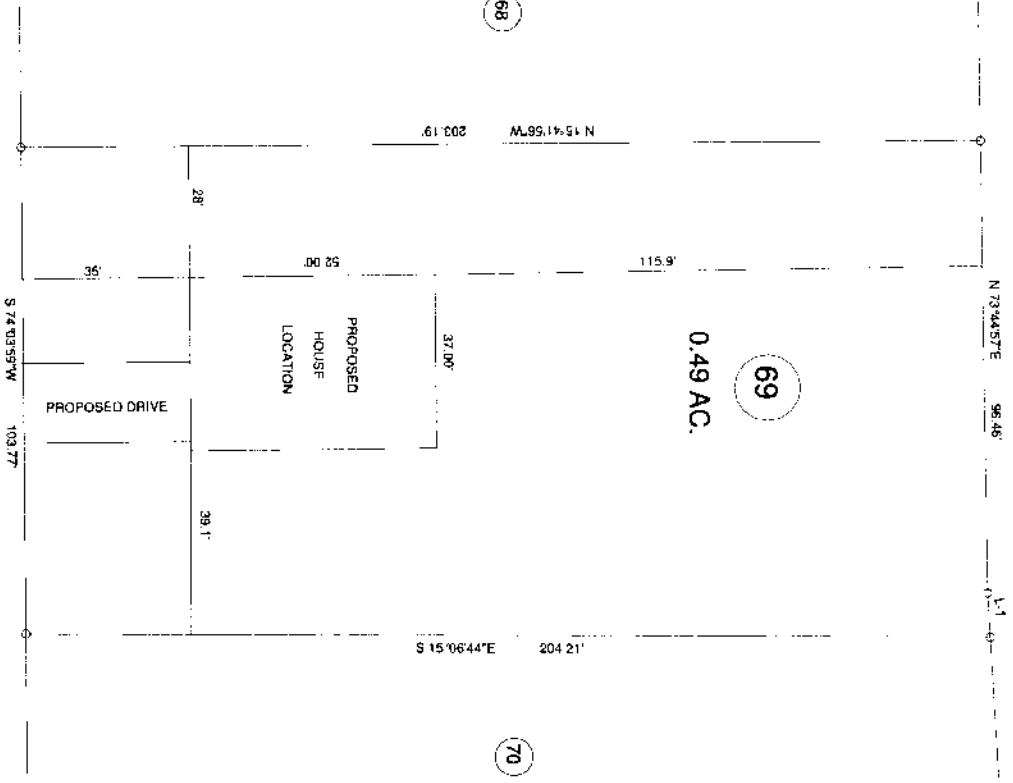 68
N 15°41'56"W 203.19'
28'
35'
52.00'
115.9'
N 73°44'57"E 96.46'
S 74°03'59"W 103.77'
PROPOSED
HOUSE
LOCATION
37.00'
69
0.49 AC.
PROPOSED DRIVE
39.1'
L-1
S 15°06'44"E 204.21'
70